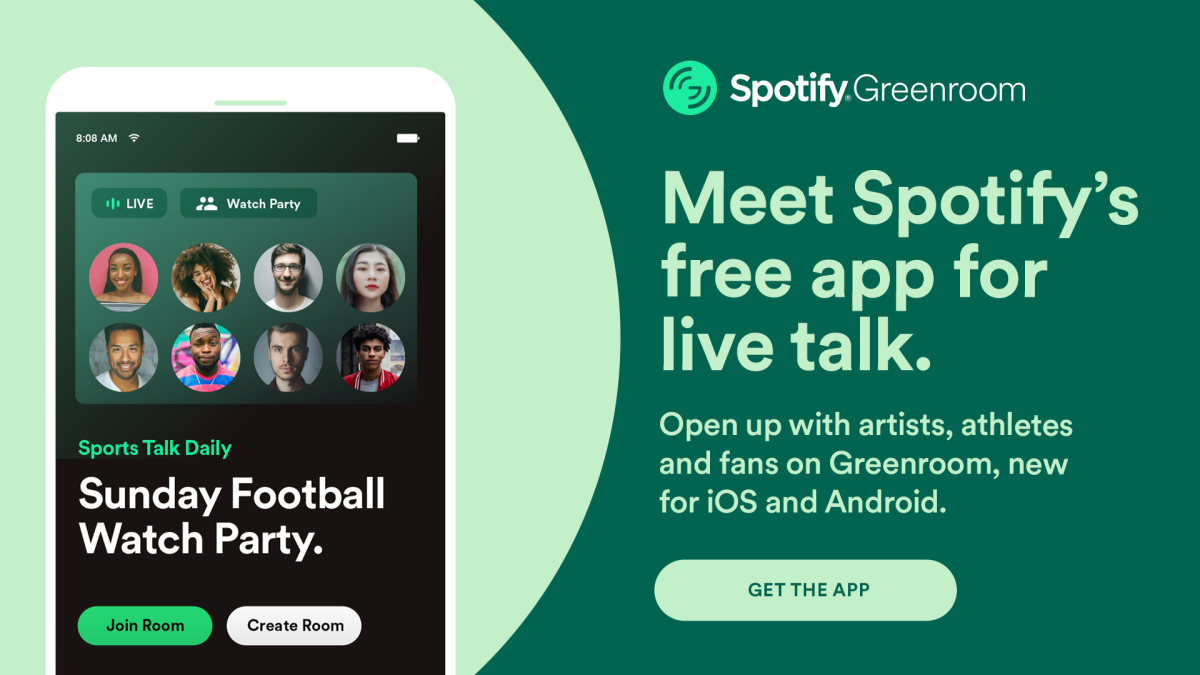 8:08 AM
LIVE
Watch Party
Sports Talk Daily
Sunday Football
Watch Party.
Join Room
Create Room
Spotify® Greenroom
Meet Spotify’s
free app for
live talk.
Open up with artists, athletes
and fans on Greenroom, new
for iOS and Android.
GET THE APP